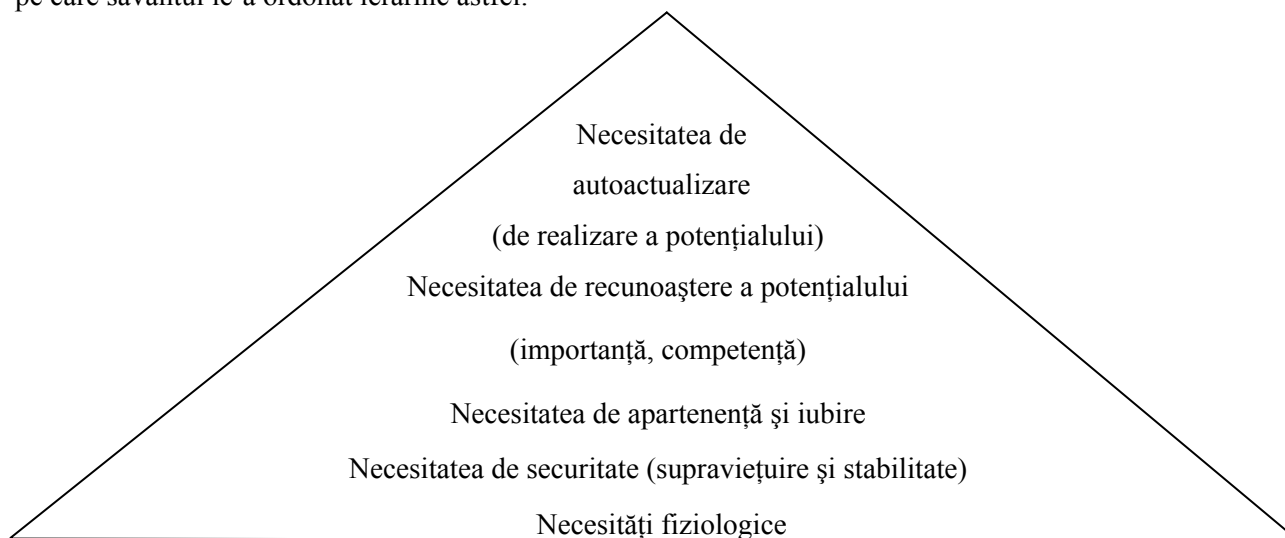 pe care savantul le-a ordonat ierarhic astfel:
Necesitatea de
autoactualizare
(de realizare a potențialului)
Necesitatea de recunoaştere a potențialului
(importanță, competență)
Necesitatea de apartenență şi iubire
Necesitatea de securitate (supraviețuire şi stabilitate)
Necesități fiziologice